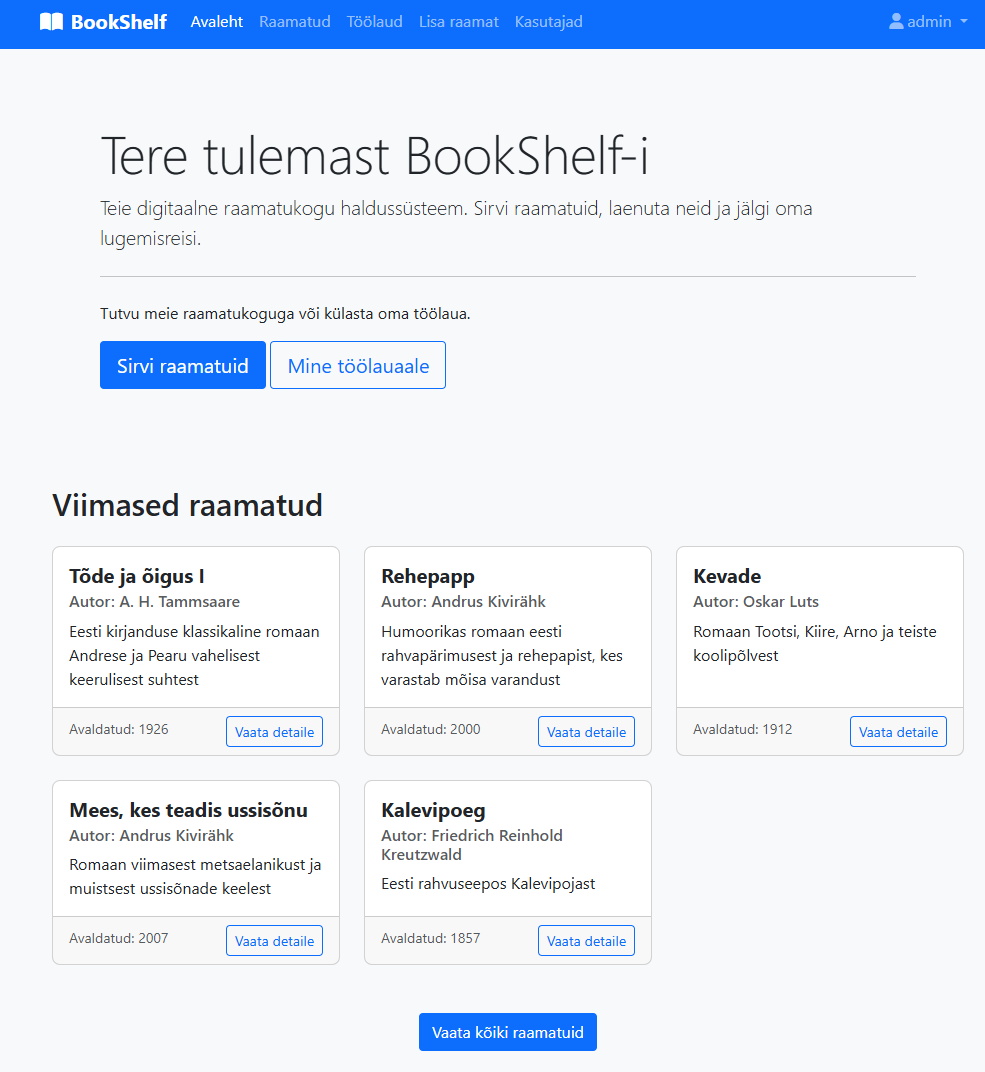 BookShelf Avaleht Raamatud Töölaud Lisa raamat Kasutajad admin
Tere tulemast BookShelf-i
Teie digitaalne raamatukogu haldussüsteem. Sirvi raamatuid, laenuta neid ja jälgi oma
lugemisreisi.
Tutvu meie raamatukoguga või külasta oma töölaua.
Sirvi raamatuid Mine töölauaale
Viimased raamatud
Tõde ja õigus I
Autor: A. H. Tammsaare
Eesti kirjanduse klassikaline romaan
Andrese ja Pearu vahelisest
keerulisest suhtest
Avaldatud: 1926 Vaata detaile
Rehepapp
Autor: Andrus Kivirähk
Humoorikas romaan eesti
rahvapärimusest ja rehepapist, kes
varastab mõisa varandust
Avaldatud: 2000 Vaata detaile
Kevade
Autor: Oskar Luts
Romaan Tootsi, Kiire, Arno ja teiste
koolipõlvest
Avaldatud: 1912 Vaata detaile
Mees, kes teadis ussisõnu
Autor: Andrus Kivirähk
Romaan viimasest metsaelanikust ja
muistsest ussisõnade keelest
Avaldatud: 2007 Vaata detaile
Kalevipoeg
Autor: Friedrich Reinhold
Kreutzwald
Eesti rahvuseepos Kalevipojast
Avaldatud: 1857 Vaata detaile
Vaata kõiki raamatuid